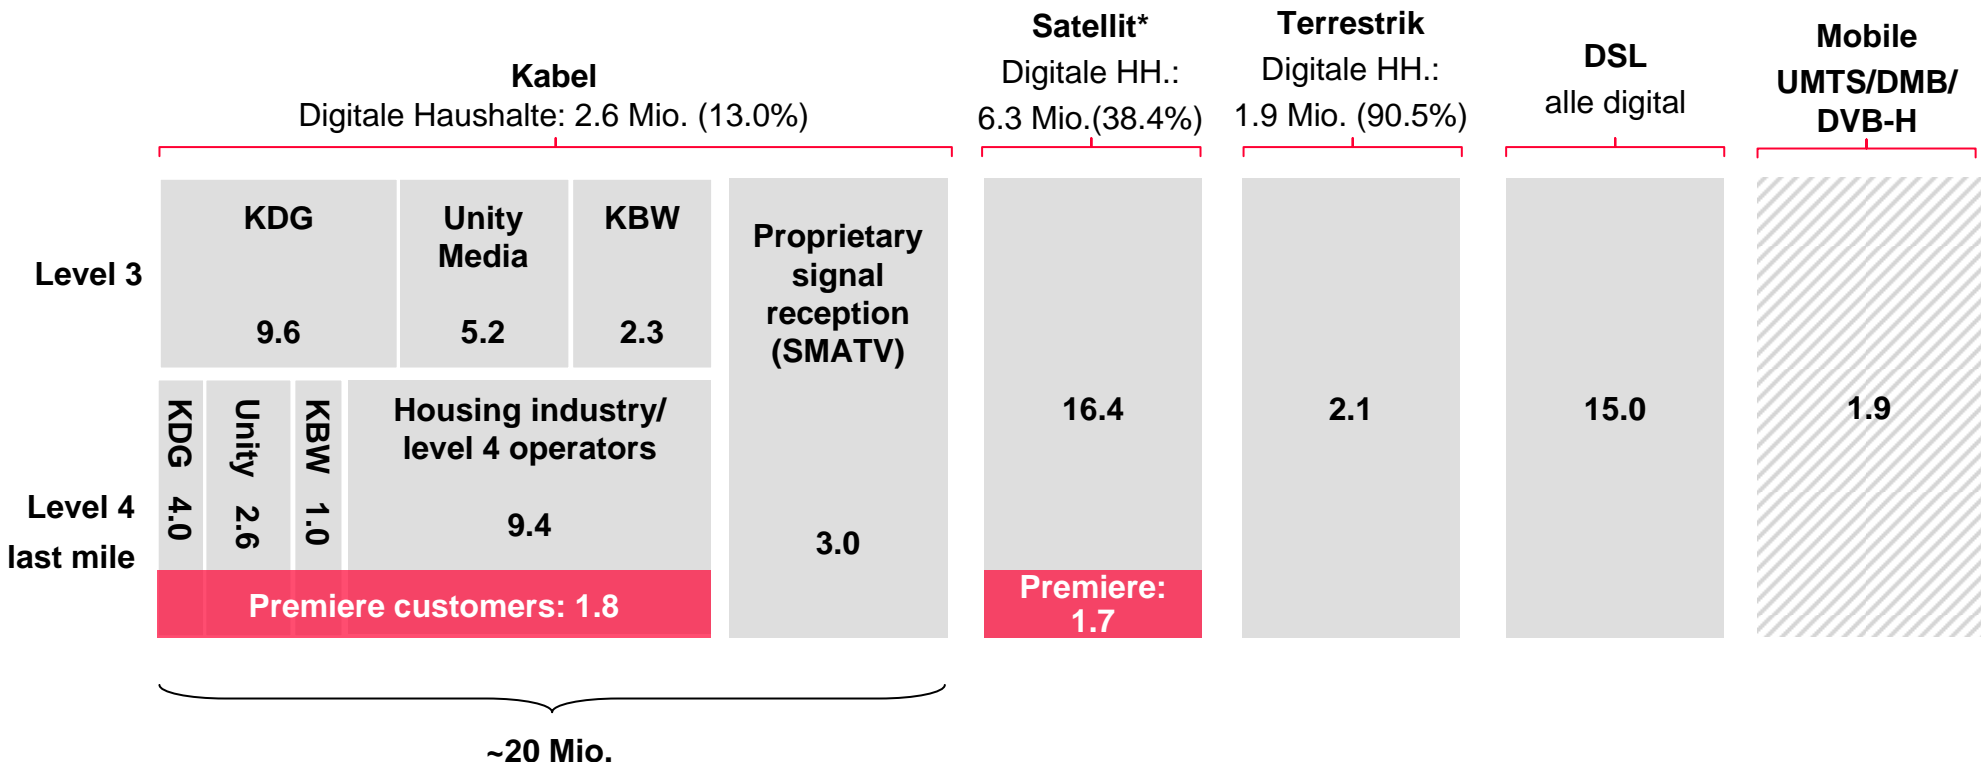 Kabel
Digitale Haushalte: 2.6 Mio. (13.0%)
Satellit*
Digitale HH.:
6.3 Mio.(38.4%)
Terrestrik
Digitale HH.:
1.9 Mio. (90.5%)
DSL
alle digital
Mobile
UMTS/DMB/
DVB-H
Level 3
KDG
9.6
Unity
Media
5.2
KBW
2.3
Proprietary
signal
reception
(SMATV)
3.0
Level 4
last mile
KDG 4.0
Unity 2.6
KBW 1.0
Housing industry/
level 4 operators
9.4
Premiere customers: 1.8
16.4
Premiere:
1.7
2.1
15.0
1.9
~20 Mio.